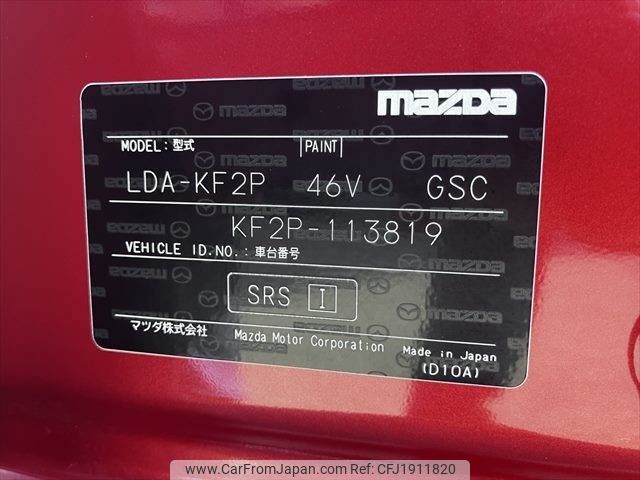 mazda
MODEL: 型式 |PAINT|
LDA-KF2P 46V GSC
KF2P-113819
VEHICLE ID.NO.: 車台番号
SRS I
マツダ株式会社 Mazda Motor Corporation Made in Japan
(D10A)
www.CarFromJapan.com - CFJ1911820